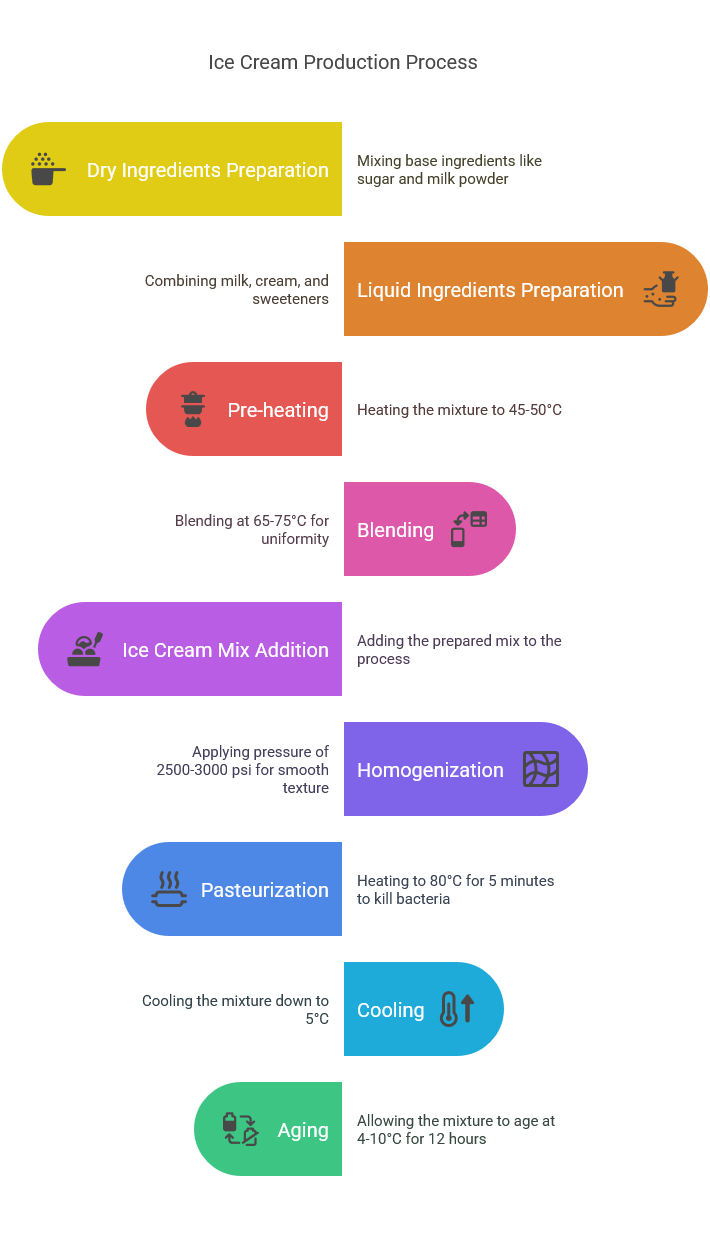 Ice Cream Production Process
Dry Ingredients Preparation
Mixing base ingredients like
sugar and milk powder
Combining milk, cream, and
sweeteners
Liquid Ingredients Preparation
Pre-heating
Heating the mixture to 45-50°C
Blending at 65-75°C for
uniformity
Blending
Ice Cream Mix Addition
Adding the prepared mix to the
process
Applying pressure of
2500-3000 psi for smooth
texture
Homogenization
Pasteurization
Heating to 80°C for 5 minutes
to kill bacteria
Cooling the mixture down to
5°C
Cooling
Aging
Allowing the mixture to age at
4-10°C for 12 hours